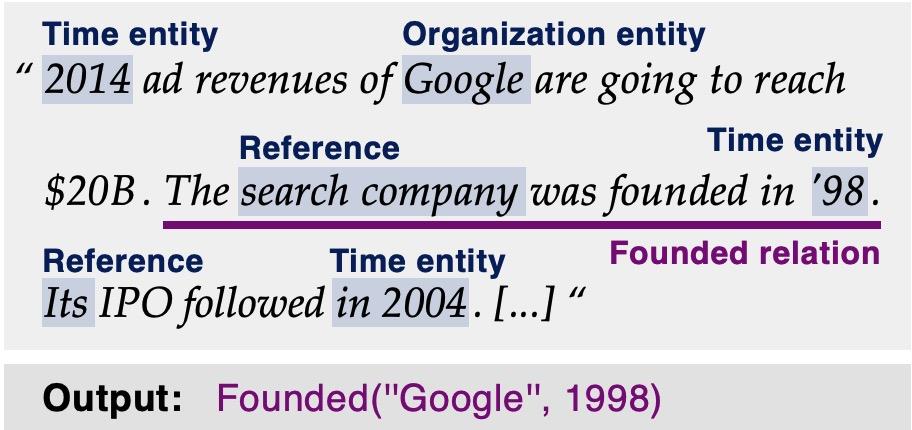 Time entity Organization entity
“ 2014 ad revenues of Google are going to reach
Reference Time entity
$20B . The search company was founded in ’98 .
Founded relation
Reference Time entity
Its IPO followed in 2004 . [...] “
Output: Founded("Google", 1998)